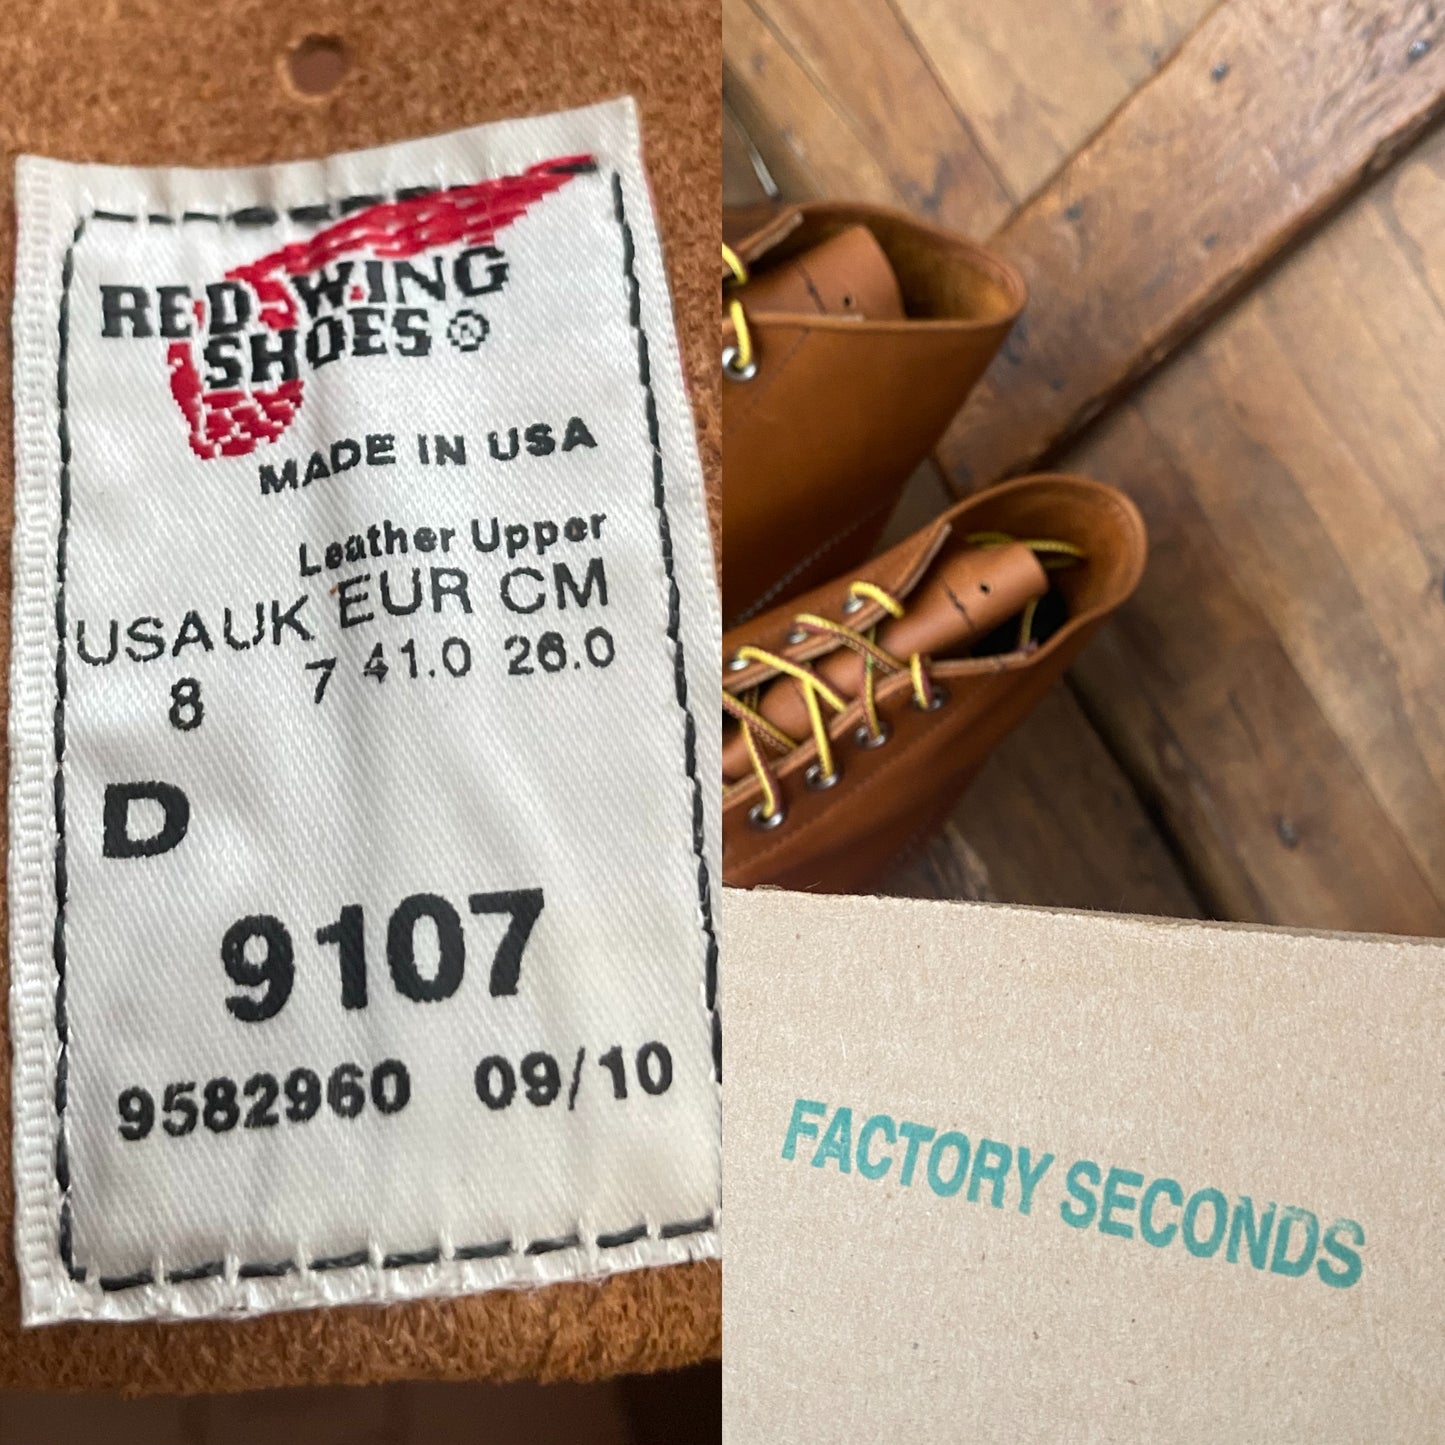 RED WING
SHOES®
MADE IN USA
Leather Upper
USA UK EUR CM
8 7 41.0 26.0
D
9107
9582960 09/10
FACTORY SECONDS